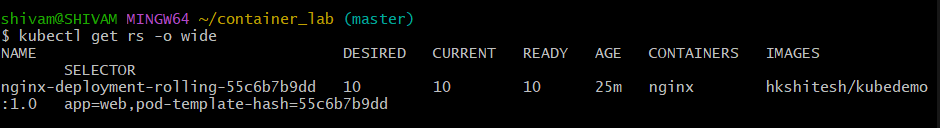 shivam@SHIVAM MINGW64 ~/container_lab (master)
$ kubectl get rs -o wide
NAME                                DESIRED   CURRENT   READY   AGE   CONTAINERS   IMAGES
       SELECTOR
nginx-deployment-rolling-55c6b7b9dd   10        10        10      25m   nginx        hkshitesh/kubedemo
:1.0   app=web,pod-template-hash=55c6b7b9dd